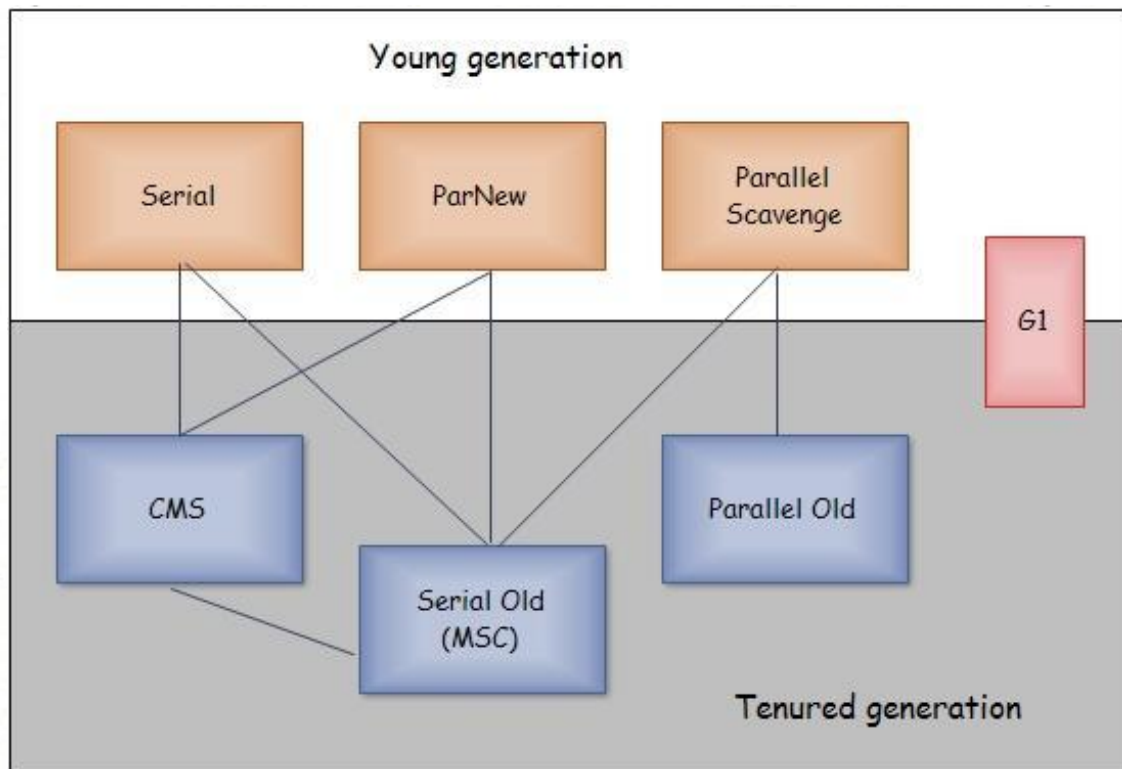 Young generation
Serial
ParNew
Parallel
Scavenge
G1
CMS
Parallel Old
Serial Old
(MSC)
Tenured generation